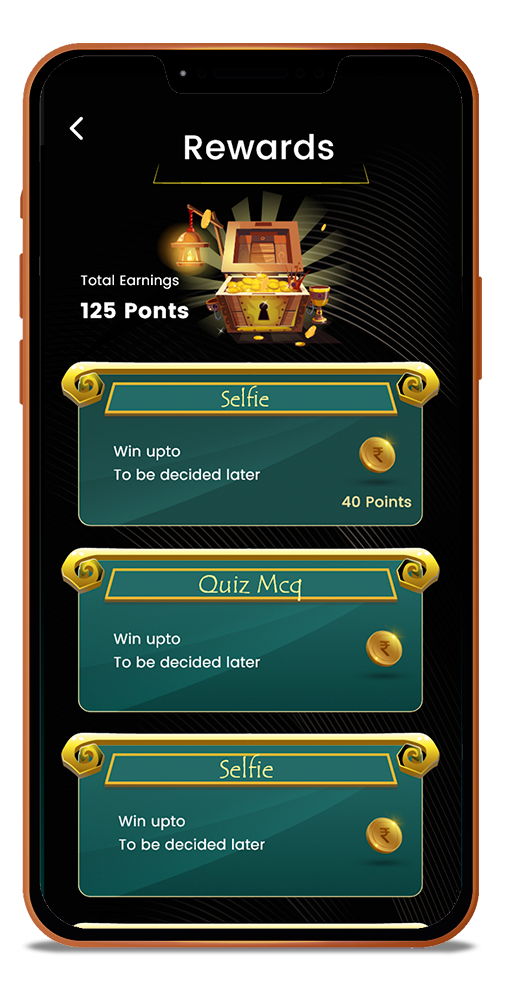 Rewards
Total Earnings
125 Ponts
Selfie
Win upto
To be decided later
₹
40 Points
Quiz Mcq
Win upto
To be decided later
₹
Selfie
Win upto
To be decided later
₹